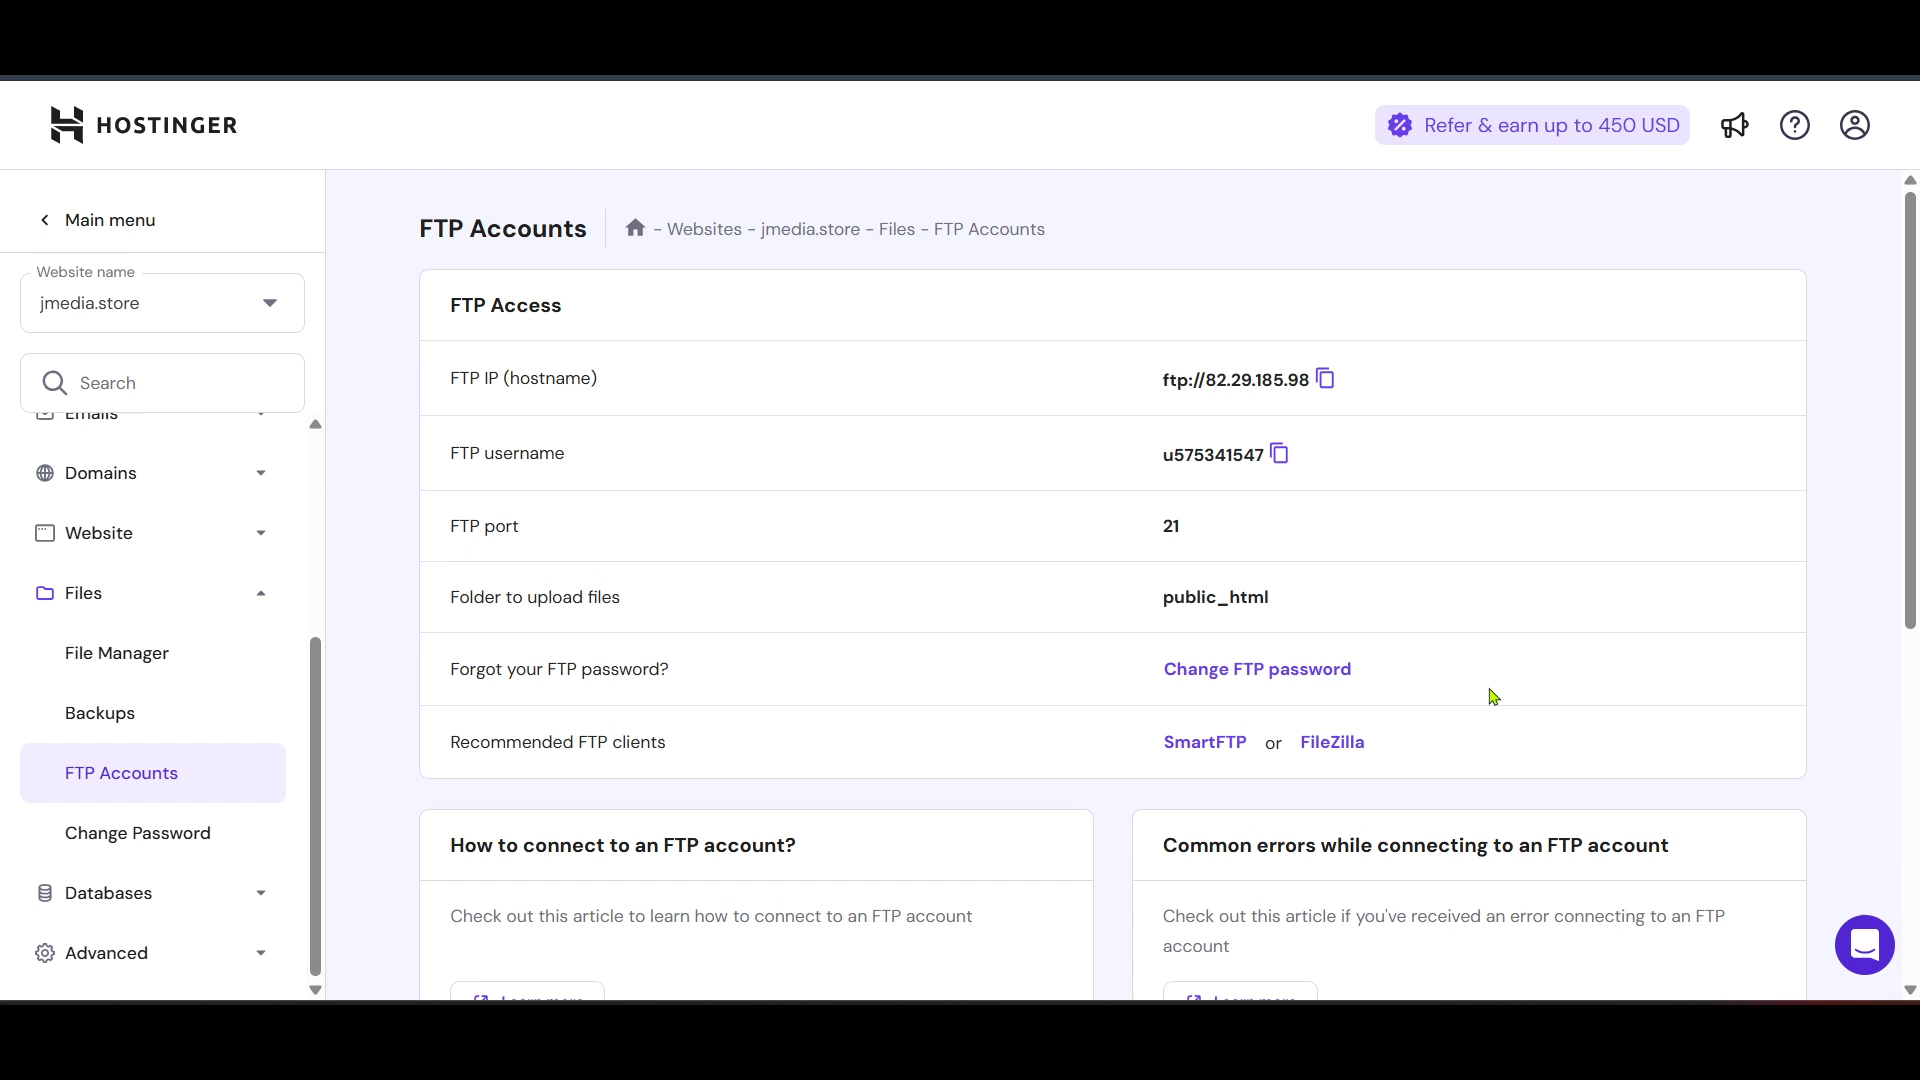 HOSTINGER
Refer & earn up to 450 USD
Main menu
Website name
jmedia.store
Search
Emails
Domains
Website
Files
File Manager
Backups
FTP Accounts
Change Password
Databases
Advanced
FTP Accounts
- Websites - jmedia.store - Files - FTP Accounts
FTP Access
FTP IP (hostname) ftp://82.29.185.98
FTP username u575341547
FTP port 21
Folder to upload files public_html
Forgot your FTP password? Change FTP password
Recommended FTP clients SmartFTP or FileZilla
How to connect to an FTP account?
Check out this article to learn how to connect to an FTP account
Learn more
Common errors while connecting to an FTP account
Check out this article if you've received an error connecting to an FTP
account
Learn more